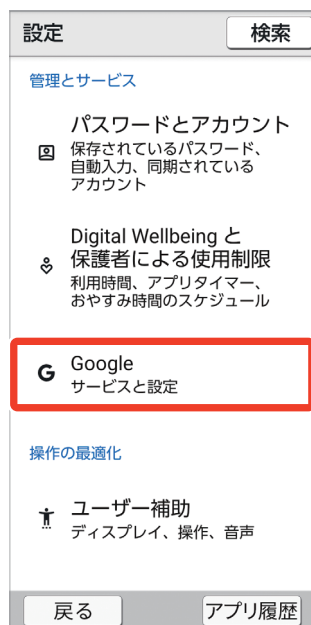 設定
検索
管理とサービス
パスワードとアカウント
保存されているパスワード、
自動入力、同期されている
アカウント
Digital Wellbeing と
保護者による使用制限
利用時間、アプリタイマー、
おやすみ時間のスケジュール
Google
サービスと設定
操作の最適化
ユーザー補助
ディスプレイ、操作、音声
戻る
アプリ履歴